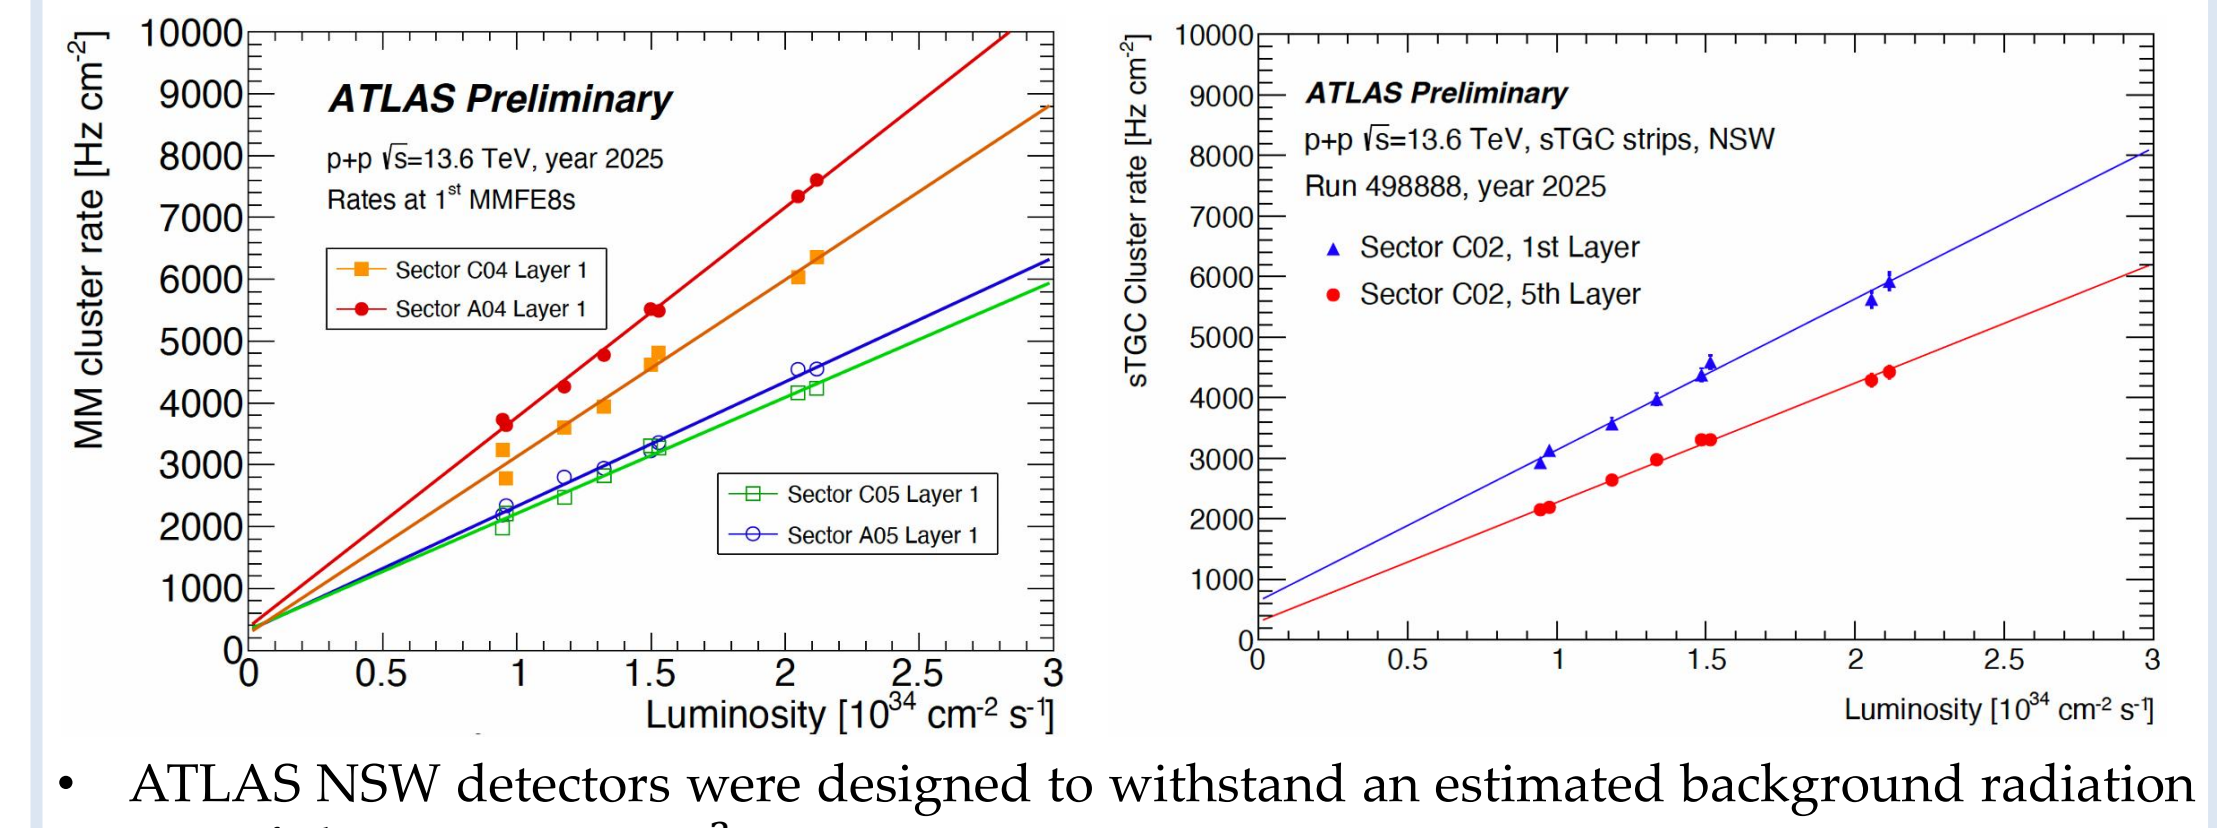 MM cluster rate [Hz cm-2]
10000
9000
8000
7000
6000
5000
4000
3000
2000
1000
0
ATLAS Preliminary
p+p √s=13.6 TeV, year 2025
Rates at 1st MMFE8s
Sector C04 Layer 1
Sector A04 Layer 1
Sector C05 Layer 1
Sector A05 Layer 1
0 0.5 1 1.5 2 2.5 3
Luminosity [10^34 cm-2 s-1]
sTGC Cluster rate [Hz cm-2]
10000
9000
8000
7000
6000
5000
4000
3000
2000
1000
0
ATLAS Preliminary
p+p √s=13.6 TeV, sTGC strips, NSW
Run 498888, year 2025
Sector C02, 1st Layer
Sector C02, 5th Layer
0 0.5 1 1.5 2 2.5 3
Luminosity [10^34 cm-2 s-1]
• ATLAS NSW detectors were designed to withstand an estimated background radiation